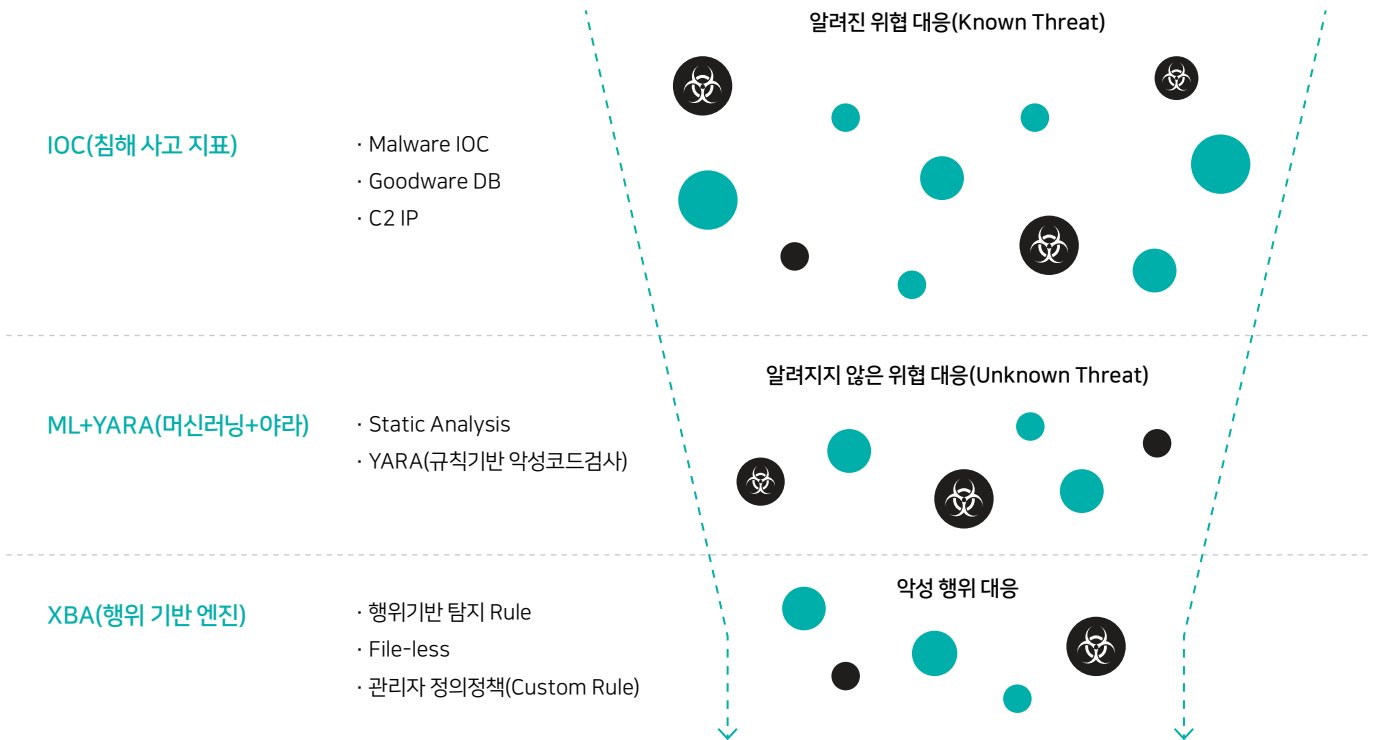 알려진 위협 대응(Known Threat)
IOC(침해 사고 지표)
· Malware IOC
· Goodware DB
· C2 IP
알려지지 않은 위협 대응(Unknown Threat)
ML+YARA(머신러닝+야라)
· Static Analysis
· YARA(규칙기반 악성코드검사)
악성 행위 대응
XBA(행위 기반 엔진)
· 행위기반 탐지 Rule
· File-less
· 관리자 정의정책(Custom Rule)